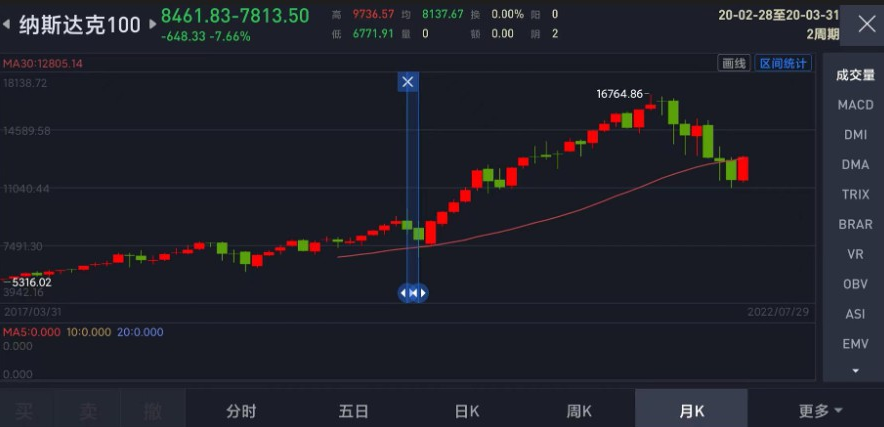 纳斯达克100
8461.83-7813.50
-648.33 -7.66%
高 9736.57 均 8137.67 换 0.00% 阳 0
低 6771.91 量 0 额 0.00 阴 2
20-02-28至20-03-31
2周期
MA30:12805.14
画线
区间统计
18138.72
14589.58
11040.44
7491.30
3942.16
16764.86
5316.02
2017/03/31
2022/07/29
MA5:0.000 10:0.000 20:0.000
0.000
0.000
成交量
MACD
DMI
DMA
TRIX
BRAR
VR
OBV
ASI
EMV
买 卖 撤 分时 五日 日K 周K 月K 更多